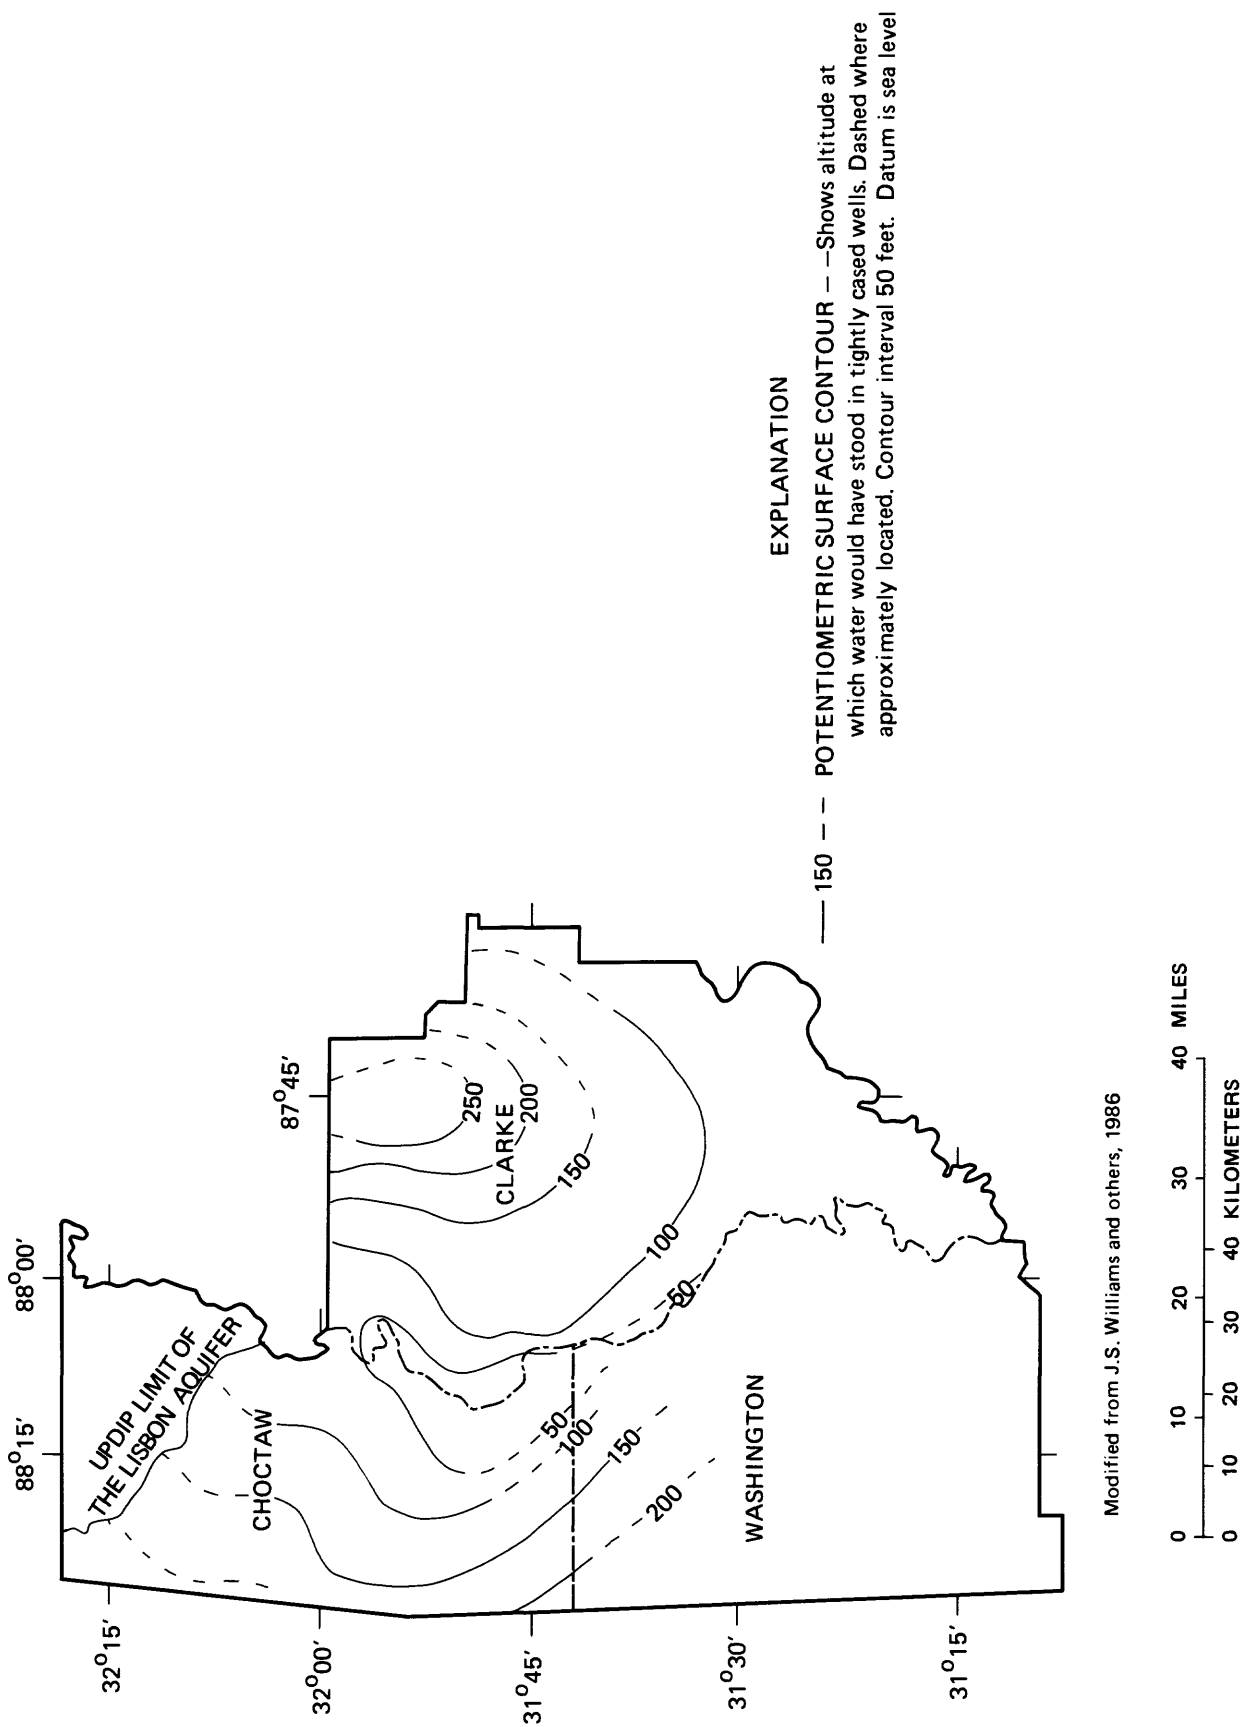 88°15′
88°00′
87°45′
32°15′
32°00′
31°45′
31°30′
31°15′
UPDIP LIMIT OF
THE LISBON AQUIFER
CHOCTAW
CLARKE
WASHINGTON
250
200
150
100
50
50
100
150
200
EXPLANATION
150 POTENTIOMETRIC SURFACE CONTOUR — —Shows altitude at
which water would have stood in tightly cased wells. Dashed where
approximately located. Contour interval 50 feet. Datum is sea level
Modified from J.S. Williams and others, 1986
0 10 20 30 40 MILES
0 10 20 30 40 KILOMETERS